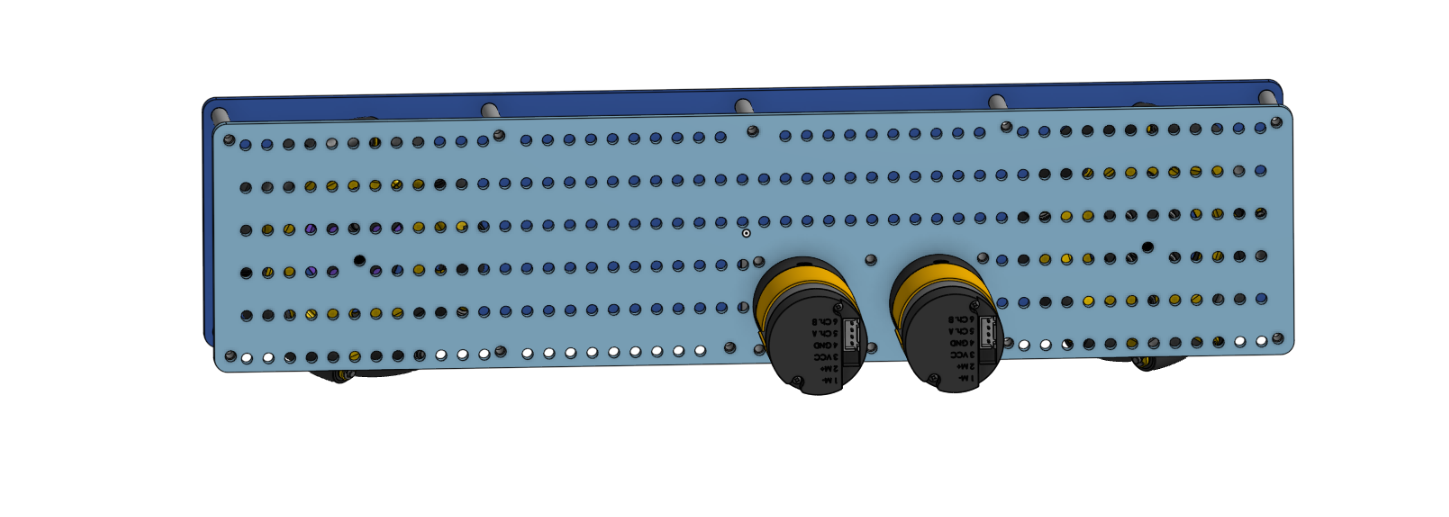 6 Ch.B
5 Ch.A
4 GND
3 VCC
2 M+
1 M-
6 Ch.B
5 Ch.A
4 GND
3 VCC
2 M+
1 M-